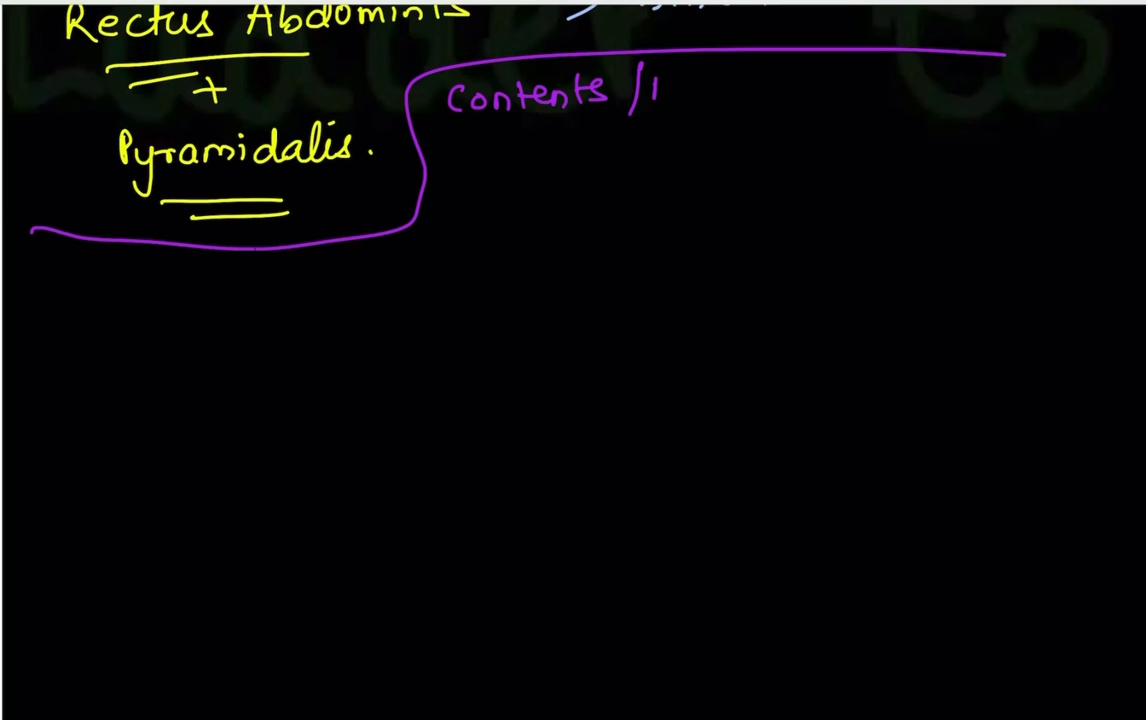 Rectus Abdominis
+
Pyramidalis.
Contents /